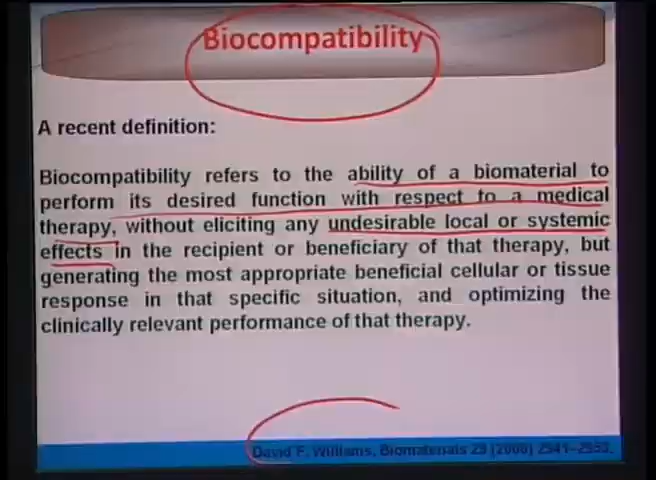 Biocompatibility
A recent definition:
Biocompatibility refers to the ability of a biomaterial to
perform its desired function with respect to a medical
therapy, without eliciting any undesirable local or systemic
effects in the recipient or beneficiary of that therapy, but
generating the most appropriate beneficial cellular or tissue
response in that specific situation, and optimizing the
clinically relevant performance of that therapy.
David F. Williams, Biomaterials 29 (2008) 2941–2953.